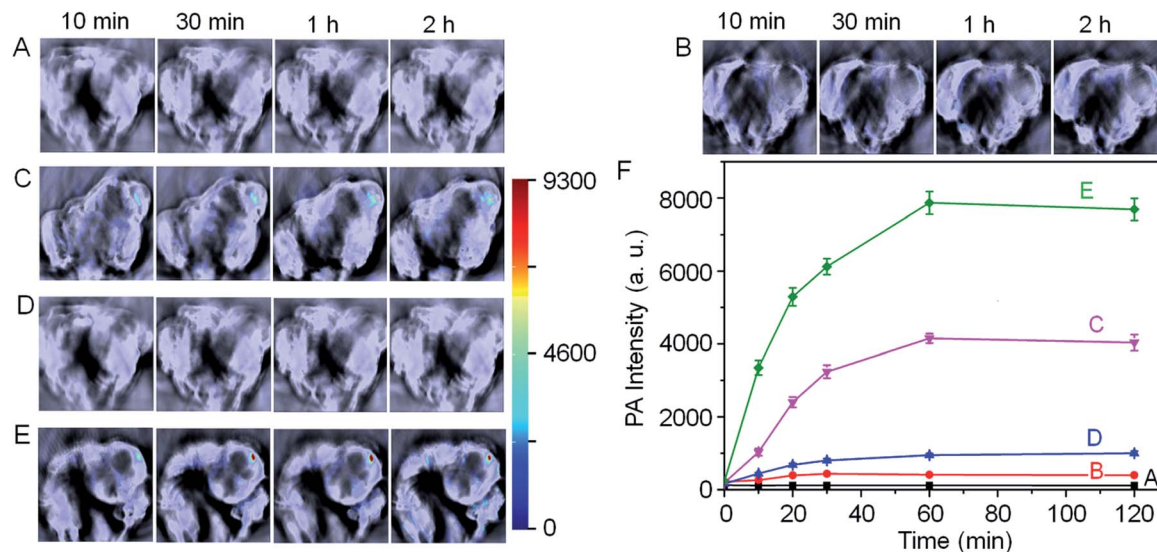 10 min 30 min 1 h 2 h
A
C
D
E
9300
4600
0
10 min 30 min 1 h 2 h
B
F
8000
6000
4000
2000
0
PA Intensity (a. u.)
E
C
D
B
A
0 20 40 60 80 100 120
Time (min)